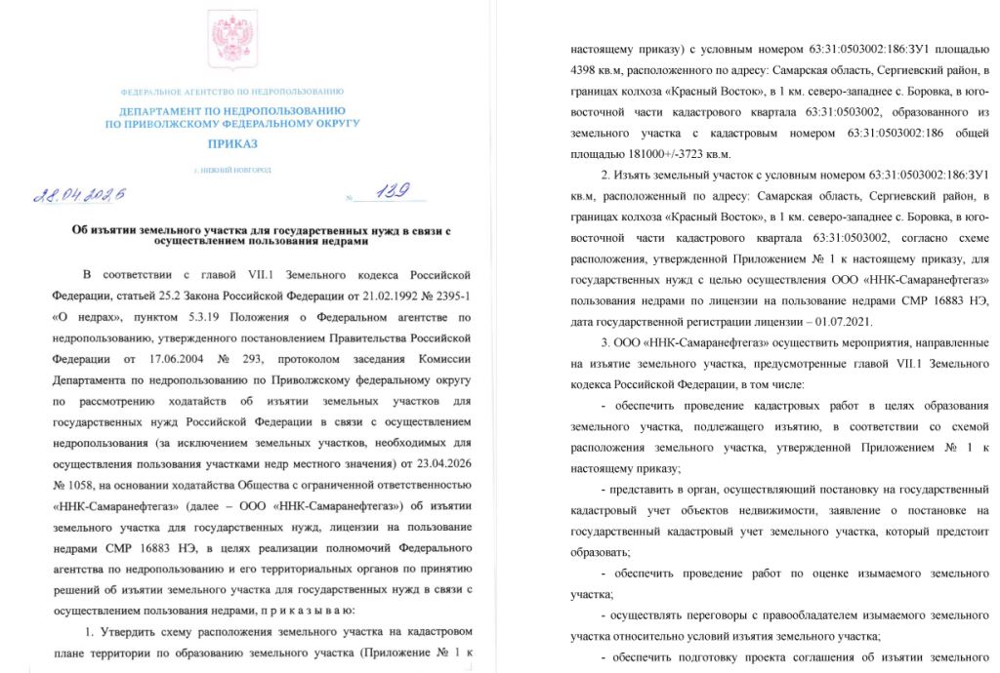 ФЕДЕРАЛЬНОЕ АГЕНТСТВО ПО НЕДРОПОЛЬЗОВАНИЮ
ДЕПАРТАМЕНТ ПО НЕДРОПОЛЬЗОВАНИЮ
ПО ПРИВОЛЖСКОМУ ФЕДЕРАЛЬНОМУ ОКРУГУ
ПРИКАЗ
г. НИЖНИЙ НОВГОРОД
28.04.2026
№ 139
Об изъятии земельного участка для государственных нужд в связи с
осуществлением пользования недрами
В соответствии с главой VII.1 Земельного кодекса Российской
Федерации, статьей 25.2 Закона Российской Федерации от 21.02.1992 № 2395-1
«О недрах», пунктом 5.3.19 Положения о Федеральном агентстве по
недропользованию, утвержденного постановлением Правительства Российской
Федерации от 17.06.2004 № 293, протоколом заседания Комиссии
Департамента по недропользованию по Приволжскому федеральному округу
по рассмотрению ходатайств об изъятии земельных участков для
государственных нужд Российской Федерации в связи с осуществлением
недропользования (за исключением земельных участков, необходимых для
осуществления пользования участками недр местного значения) от 23.04.2026
№ 1058, на основании ходатайства Общества с ограниченной ответственностью
«ННК-Самаранефтегаз» (далее – ООО «ННК-Самаранефтегаз») об изъятии
земельного участка для государственных нужд, лицензии на пользование
недрами СМР 16883 НЭ, в целях реализации полномочий Федерального
агентства по недропользованию и его территориальных органов по принятию
решений об изъятии земельного участка для государственных нужд в связи с
осуществлением пользования недрами, п р и к а з ы в а ю:
1. Утвердить схему расположения земельного участка на кадастровом
плане территории по образованию земельного участка (Приложение № 1 к
настоящему приказу) с условным номером 63:31:0503002:186:ЗУ1 площадью
4398 кв.м, расположенного по адресу: Самарская область, Сергиевский район, в
границах колхоза «Красный Восток», в 1 км. северо-западнее с. Боровка, в юго-
восточной части кадастрового квартала 63:31:0503002, образованного из
земельного участка с кадастровым номером 63:31:0503002:186 общей
площадью 181000+/-3723 кв.м.
2. Изъять земельный участок с условным номером 63:31:0503002:186:ЗУ1
кв.м, расположенный по адресу: Самарская область, Сергиевский район, в
границах колхоза «Красный Восток», в 1 км. северо-западнее с. Боровка, в юго-
восточной части кадастрового квартала 63:31:0503002, согласно схеме
расположения, утвержденной Приложением № 1 к настоящему приказу, для
государственных нужд с целью осуществления ООО «ННК-Самаранефтегаз»
пользования недрами по лицензии на пользование недрами СМР 16883 НЭ,
дата государственной регистрации лицензии – 01.07.2021.
3. ООО «ННК-Самаранефтегаз» осуществить мероприятия, направленные
на изъятие земельного участка, предусмотренные главой VII.1 Земельного
кодекса Российской Федерации, в том числе:
- обеспечить проведение кадастровых работ в целях образования
земельного участка, подлежащего изъятию, в соответствии со схемой
расположения земельного участка, утвержденной Приложением № 1 к
настоящему приказу;
- представить в орган, осуществляющий постановку на государственный
кадастровый учет объектов недвижимости, заявление о постановке на
государственный кадастровый учет земельного участка, который предстоит
образовать;
- обеспечить проведение работ по оценке изымаемого земельного
участка;
- осуществлять переговоры с правообладателем изымаемого земельного
участка относительно условий изъятия земельного участка;
- обеспечить подготовку проекта соглашения об изъятии земельного